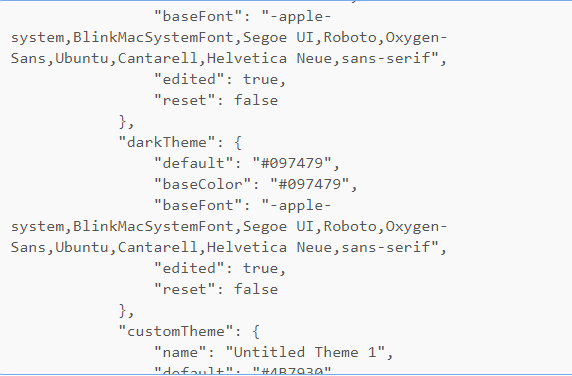 "baseFont": "-apple-
system,BlinkMacSystemFont,Segoe UI,Roboto,Oxygen-
Sans,Ubuntu,Cantarell,Helvetica Neue,sans-serif",
"edited": true,
"reset": false
},
"darkTheme": {
"default": "#097479",
"baseColor": "#097479",
"baseFont": "-apple-
system,BlinkMacSystemFont,Segoe UI,Roboto,Oxygen-
Sans,Ubuntu,Cantarell,Helvetica Neue,sans-serif",
"edited": true,
"reset": false
},
"customTheme": {
"name": "Untitled Theme 1",
"default": "#4B7930"